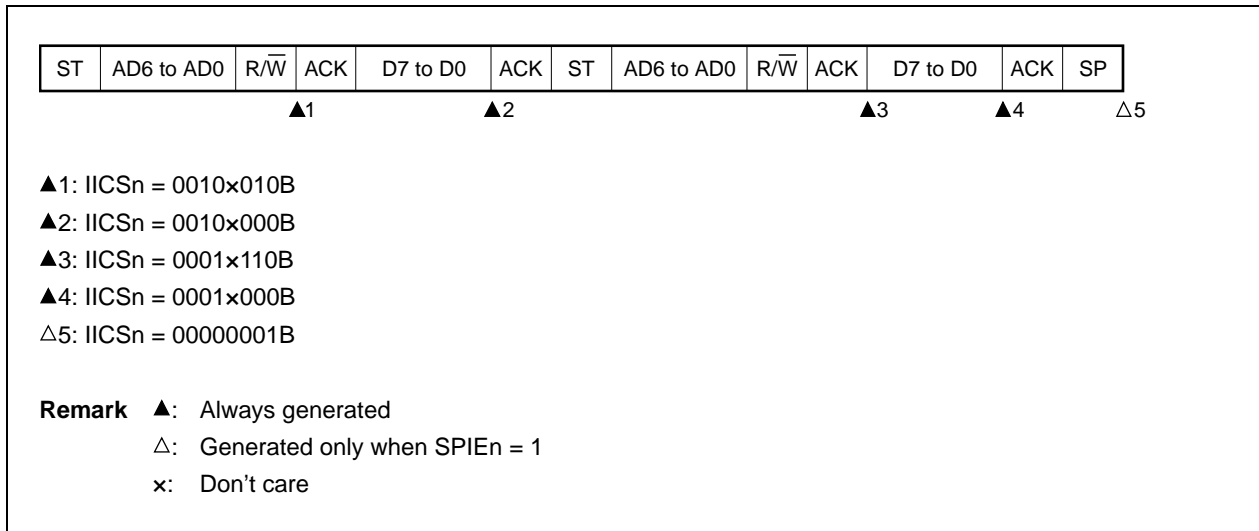 ST AD6 to AD0 R/W̅ ACK D7 to D0 ACK ST AD6 to AD0 R/W̅ ACK D7 to D0 ACK SP
▲1 ▲2 ▲3 ▲4 △5
▲1: IICSn = 0010×010B
▲2: IICSn = 0010×000B
▲3: IICSn = 0001×110B
▲4: IICSn = 0001×000B
△5: IICSn = 00000001B
Remark ▲: Always generated
△: Generated only when SPIEn = 1
×: Don't care